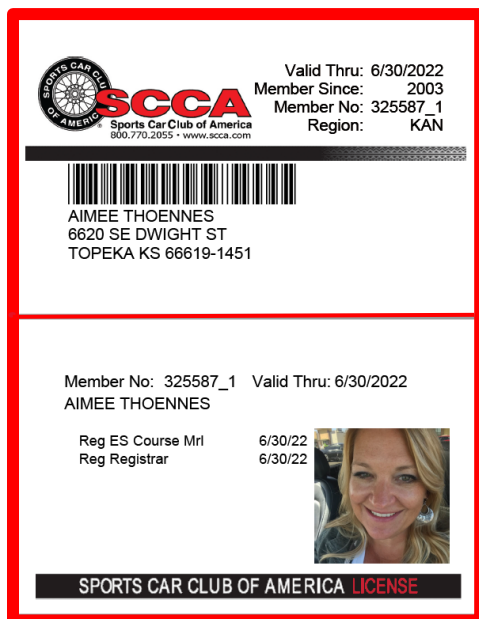 SPORTS CAR CLUB
OF AMERICA
SCCA
Sports Car Club of America
800.770.2055 • www.scca.com
Valid Thru: 6/30/2022
Member Since: 2003
Member No: 325587_1
Region: KAN
AIMEE THOENNES
6620 SE DWIGHT ST
TOPEKA KS 66619-1451
Member No: 325587_1 Valid Thru: 6/30/2022
AIMEE THOENNES
Reg ES Course Mrl 6/30/22
Reg Registrar 6/30/22
SPORTS CAR CLUB OF AMERICA LICENSE